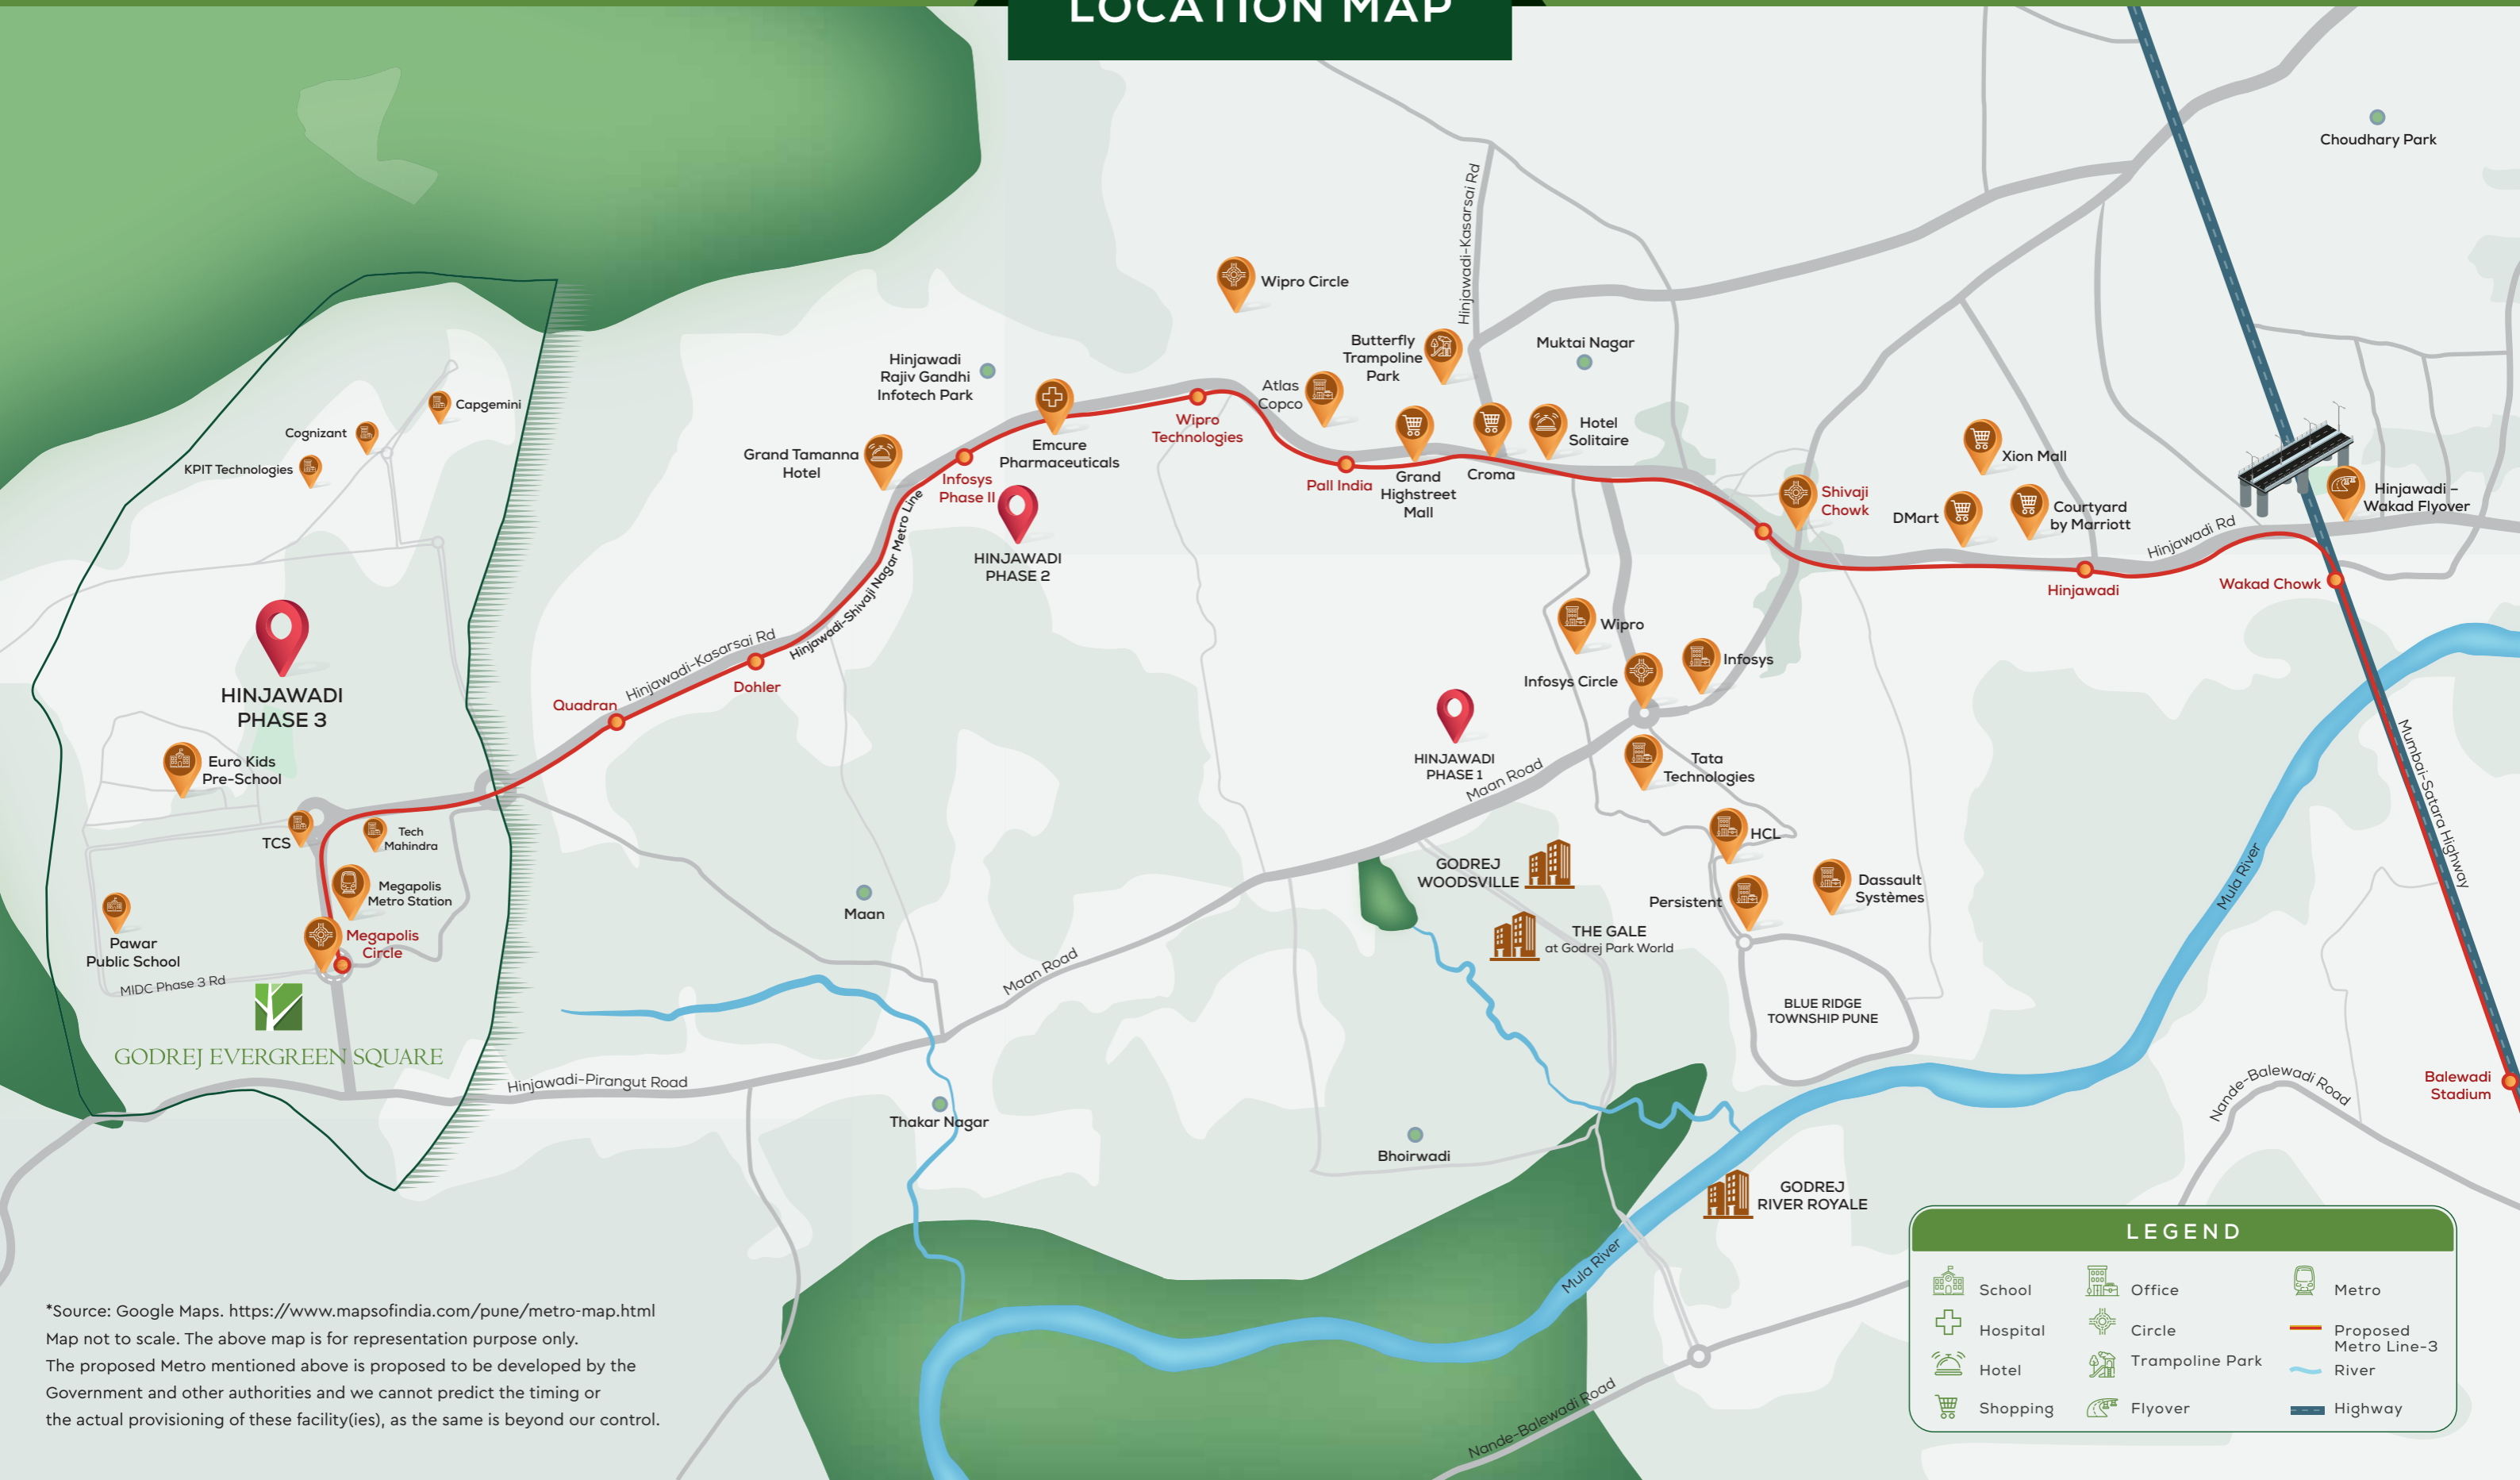 LOCATION MAP
Choudhary Park
Hinjawadi-Kasarsai Rd
Wipro Circle
Butterfly
Trampoline
Park
Muktai Nagar
Hinjawadi
Rajiv Gandhi
Infotech Park
Atlas
Copco
Capgemini
Cognizant
KPIT Technologies
Grand Tamanna
Hotel
Infosys
Phase II
Emcure
Pharmaceuticals
Wipro
Technologies
Pall India
Grand
Highstreet
Mall
Croma
Hotel
Solitaire
Shivaji
Chowk
Xion Mall
DMart
Courtyard
by Marriott
Hinjawadi Rd
Hinjawadi –
Wakad Flyover
Hinjawadi
Wakad Chowk
HINJAWADI
PHASE 2
Hinjawadi-Shivaji Nagar Metro Line
Hinjawadi-Kasarsai Rd
Dohler
Quadran
HINJAWADI
PHASE 3
Euro Kids
Pre-School
TCS
Tech
Mahindra
Megapolis
Metro Station
Megapolis
Circle
Pawar
Public School
MIDC Phase 3 Rd
GODREJ EVERGREEN SQUARE
Wipro
Infosys
Infosys Circle
HINJAWADI
PHASE 1
Maan Road
Tata
Technologies
HCL
GODREJ
WOODSVILLE
Persistent
Dassault
Systèmes
THE GALE
at Godrej Park World
BLUE RIDGE
TOWNSHIP PUNE
Mumbai-Satara Highway
Mula River
Maan
Maan Road
Hinjawadi-Pirangut Road
Thakar Nagar
Bhoirwadi
Nande-Balewadi Road
Balewadi
Stadium
GODREJ
RIVER ROYALE
Mula River
Nande-Balewadi Road
*Source: Google Maps. https://www.mapsofindia.com/pune/metro-map.html
Map not to scale. The above map is for representation purpose only.
The proposed Metro mentioned above is proposed to be developed by the
Government and other authorities and we cannot predict the timing or
the actual provisioning of these facility(ies), as the same is beyond our control.
LEGEND
School
Office
Metro
Hospital
Circle
Proposed
Metro Line-3
Hotel
Trampoline Park
River
Shopping
Flyover
Highway